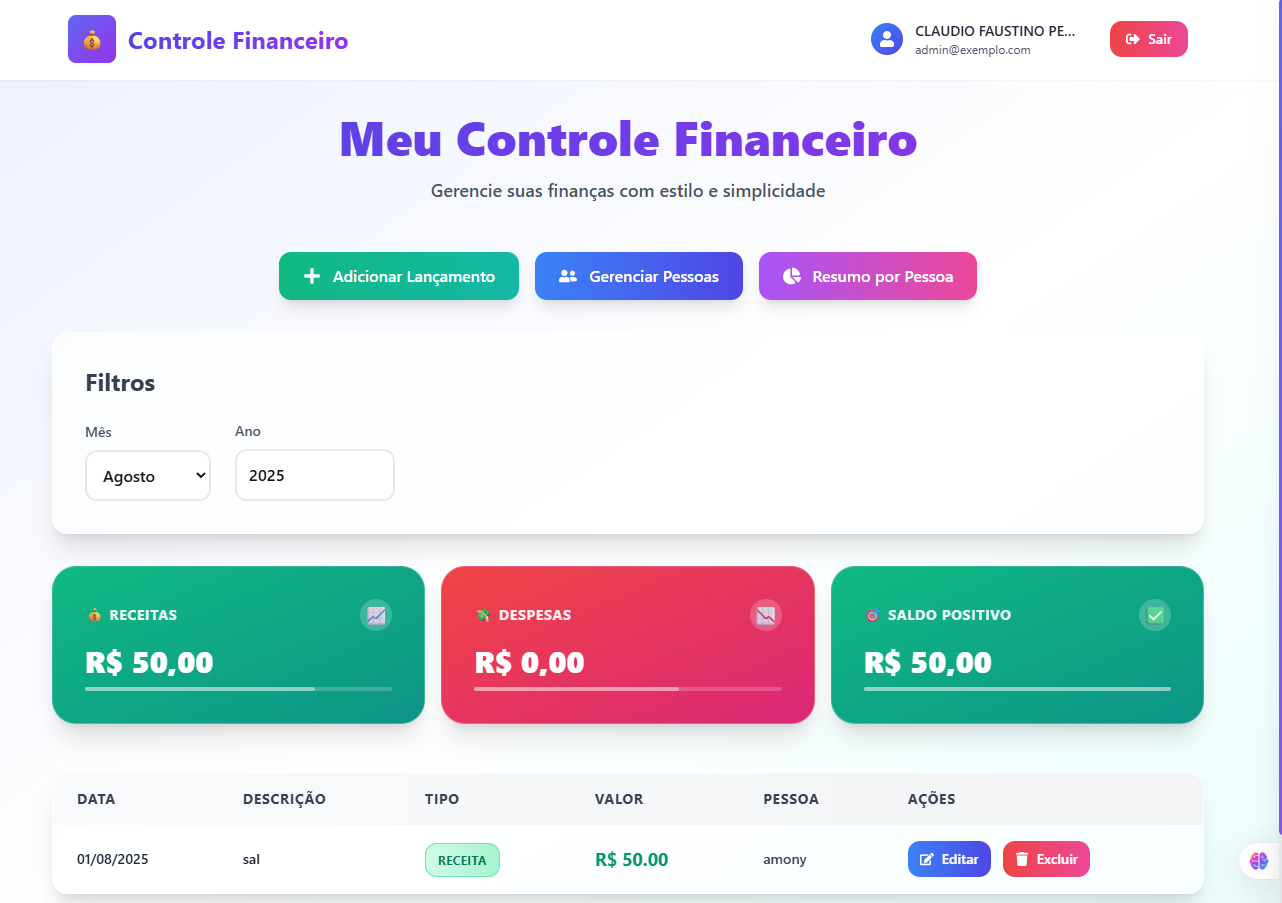 Controle Financeiro
CLAUDIO FAUSTINO PE...
admin@exemplo.com
Sair
Meu Controle Financeiro
Gerencie suas finanças com estilo e simplicidade
Adicionar Lançamento
Gerenciar Pessoas
Resumo por Pessoa
Filtros
Mês
Ano
Agosto
2025
RECEITAS
R$ 50,00
DESPESAS
R$ 0,00
SALDO POSITIVO
R$ 50,00
DATA DESCRIÇÃO TIPO VALOR PESSOA AÇÕES
01/08/2025 sal RECEITA R$ 50.00 amony Editar Excluir